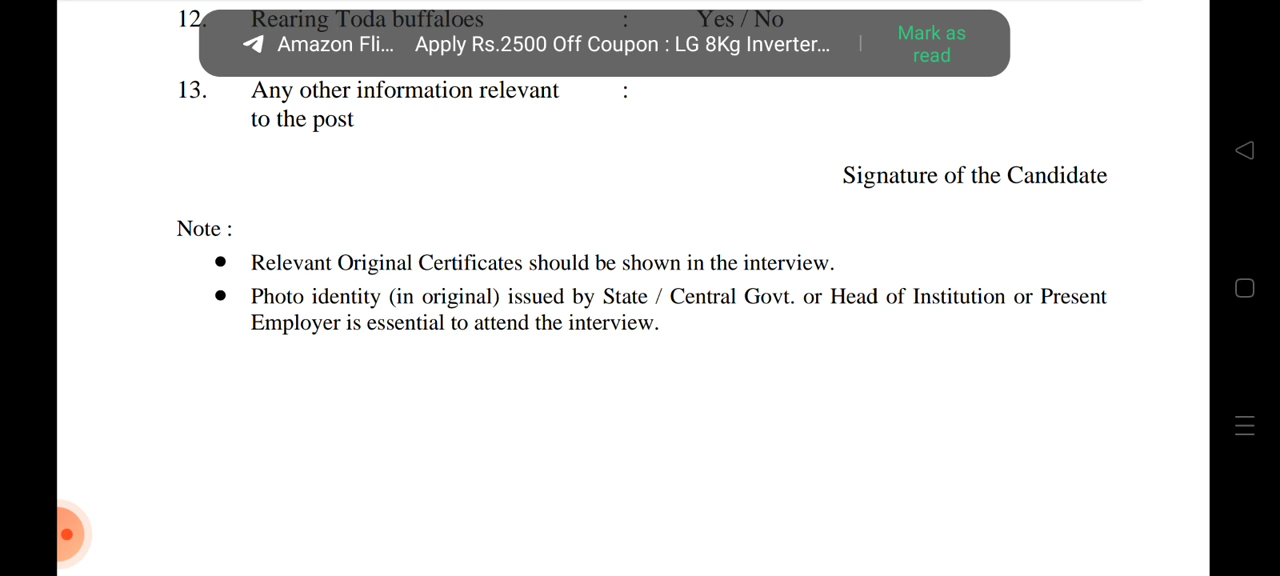 12. Rearing Toda buffaloes : Yes / No
Amazon Fli... Apply Rs.2500 Off Coupon : LG 8Kg Inverter... | Mark as
read
13. Any other information relevant :
to the post
Signature of the Candidate
Note :
● Relevant Original Certificates should be shown in the interview.
● Photo identity (in original) issued by State / Central Govt. or Head of Institution or Present
Employer is essential to attend the interview.